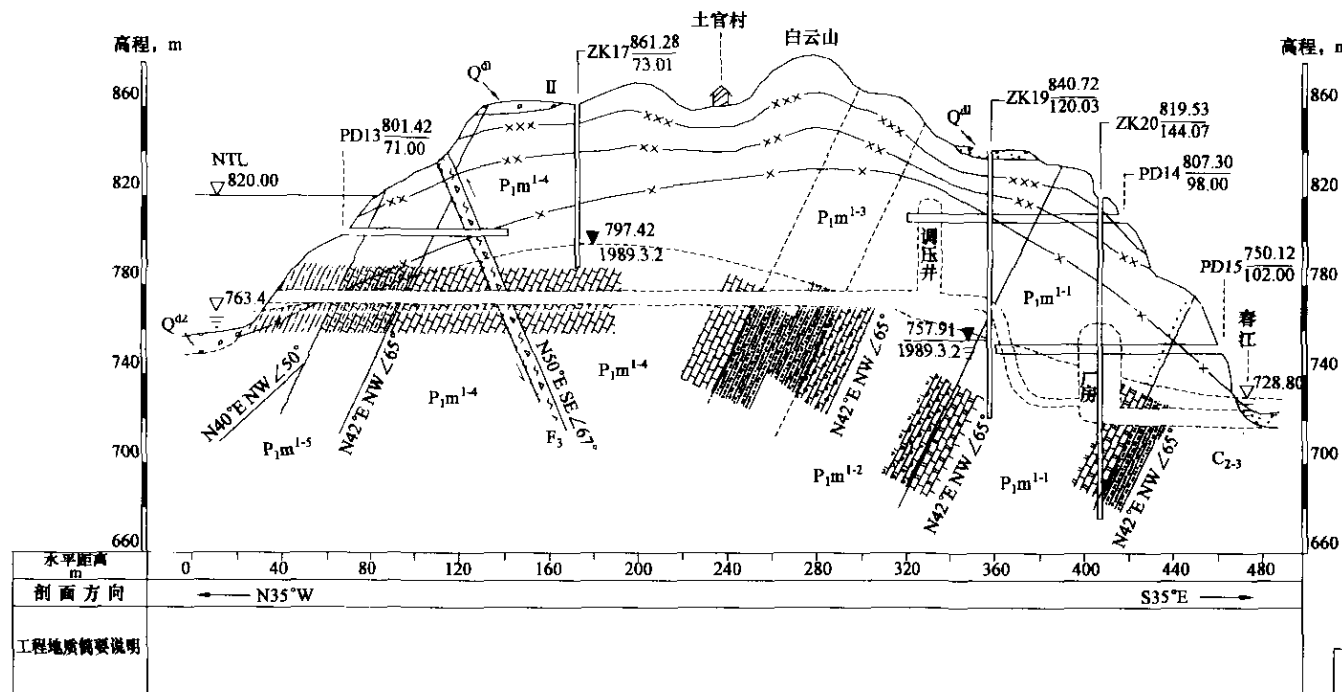 土官村
白云山
高程，m
高程，m
ZK17 861.28
73.01
Q^dl
II
860
860
PD13 801.42
71.00
ZK19 840.72
120.03
Q^dl
ZK20 819.53
144.07
NTL
820.00
820
820
P₁m¹⁻⁴
PD14 807.30
98.00
P₁m¹⁻³
797.42
1989.3.2
调压井
780
780
750.12
PD15 102.00
763.4
P₁m¹⁻¹
春江
Q^dl2
757.91
1989.3.2
740
740
728.80
厂房
N40°E NW∠50°
N42°E NW∠65°
P₁m¹⁻⁴
N50°E SE∠67°
P₁m¹⁻⁴
N42°E NW∠65°
F₃
P₁m¹⁻⁵
700
700
P₁m¹⁻²
N42°E NW∠65°
P₁m¹⁻¹
N42°E NW∠65°
C₂₋₃
660
660
水平距离
m
0 40 80 120 160 200 240 280 320 360 400 440 480
剖面方向
N35°W
S35°E
工程地质简要说明